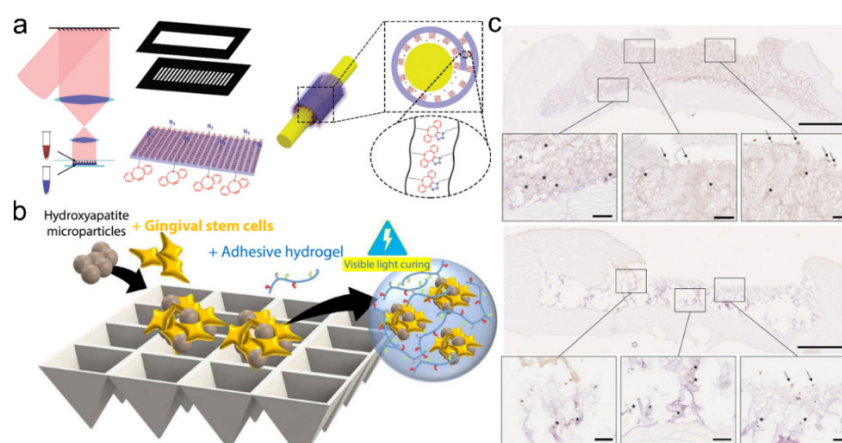 a
b
Hydroxyapatite
microparticles
+ Gingival stem cells
+ Adhesive hydrogel
Visible light curing
c